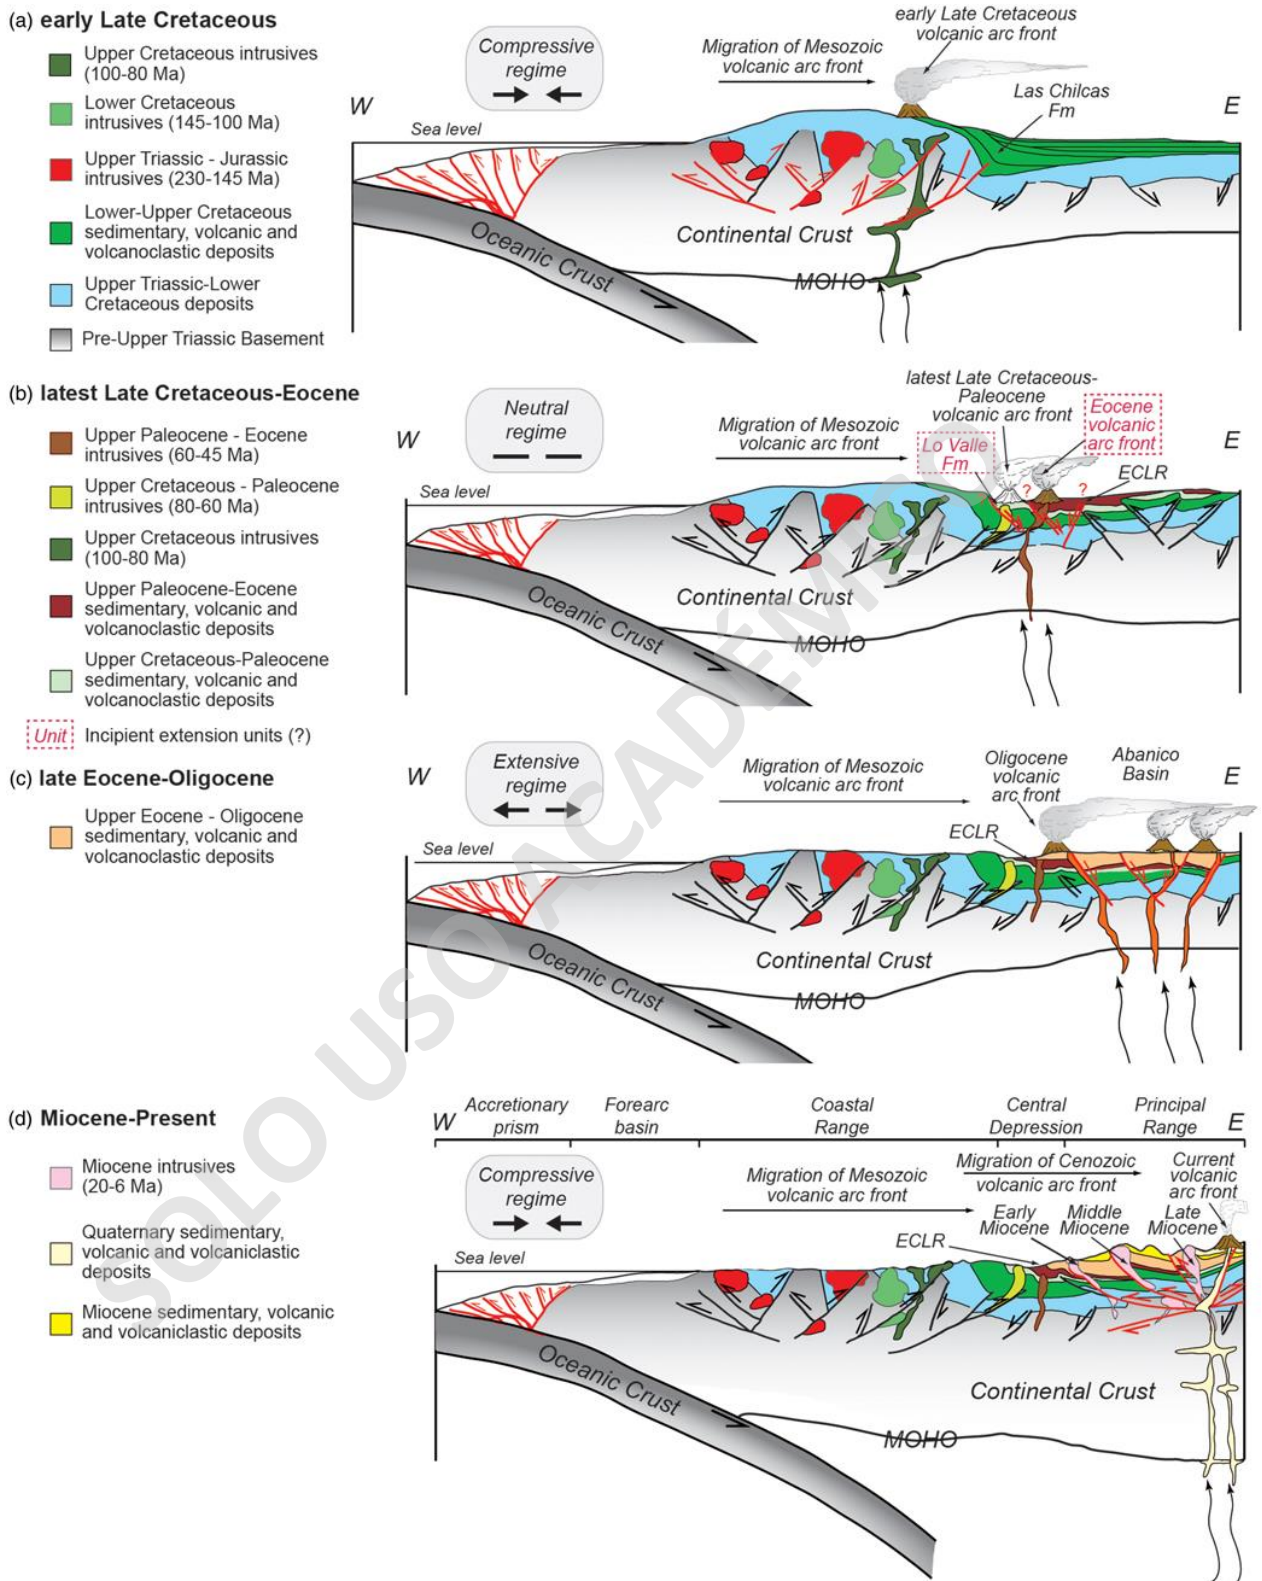 (a) early Late Cretaceous
Upper Cretaceous intrusives
(100-80 Ma)
Lower Cretaceous
intrusives (145-100 Ma)
Upper Triassic - Jurassic
intrusives (230-145 Ma)
Lower-Upper Cretaceous
sedimentary, volcanic and
volcanoclastic deposits
Upper Triassic-Lower
Cretaceous deposits
Pre-Upper Triassic Basement
Compressive
regime
Migration of Mesozoic
volcanic arc front
early Late Cretaceous
volcanic arc front
Las Chilcas
Fm
W
E
Sea level
Oceanic Crust
Continental Crust
MOHO
(b) latest Late Cretaceous-Eocene
Upper Paleocene - Eocene
intrusives (60-45 Ma)
Upper Cretaceous - Paleocene
intrusives (80-60 Ma)
Upper Cretaceous intrusives
(100-80 Ma)
Upper Paleocene-Eocene
sedimentary, volcanic and
volcanoclastic deposits
Upper Cretaceous-Paleocene
sedimentary, volcanic and
volcanoclastic deposits
Unit Incipient extension units (?)
Neutral
regime
Migration of Mesozoic
volcanic arc front
latest Late Cretaceous-
Paleocene
volcanic arc front
Eocene
volcanic
arc front
Lo Valle
Fm
ECLR
? ?
W
E
Sea level
Oceanic Crust
Continental Crust
MOHO
(c) late Eocene-Oligocene
Upper Eocene - Oligocene
sedimentary, volcanic and
volcanoclastic deposits
Extensive
regime
Migration of Mesozoic
volcanic arc front
Oligocene
volcanic
arc front
Abanico
Basin
ECLR
W
E
Sea level
Oceanic Crust
Continental Crust
MOHO
(d) Miocene-Present
Miocene intrusives
(20-6 Ma)
Quaternary sedimentary,
volcanic and volcaniclastic
deposits
Miocene sedimentary, volcanic
and volcaniclastic deposits
W
Accretionary
prism
Forearc
basin
Coastal
Range
Central
Depression
Principal
Range
E
Compressive
regime
Migration of Mesozoic
volcanic arc front
Migration of Cenozoic
volcanic arc front
Current
volcanic
arc front
Early
Miocene
Middle
Miocene
Late
Miocene
ECLR
Sea level
Oceanic Crust
Continental Crust
MOHO
SOLO USO ACADÉMICO